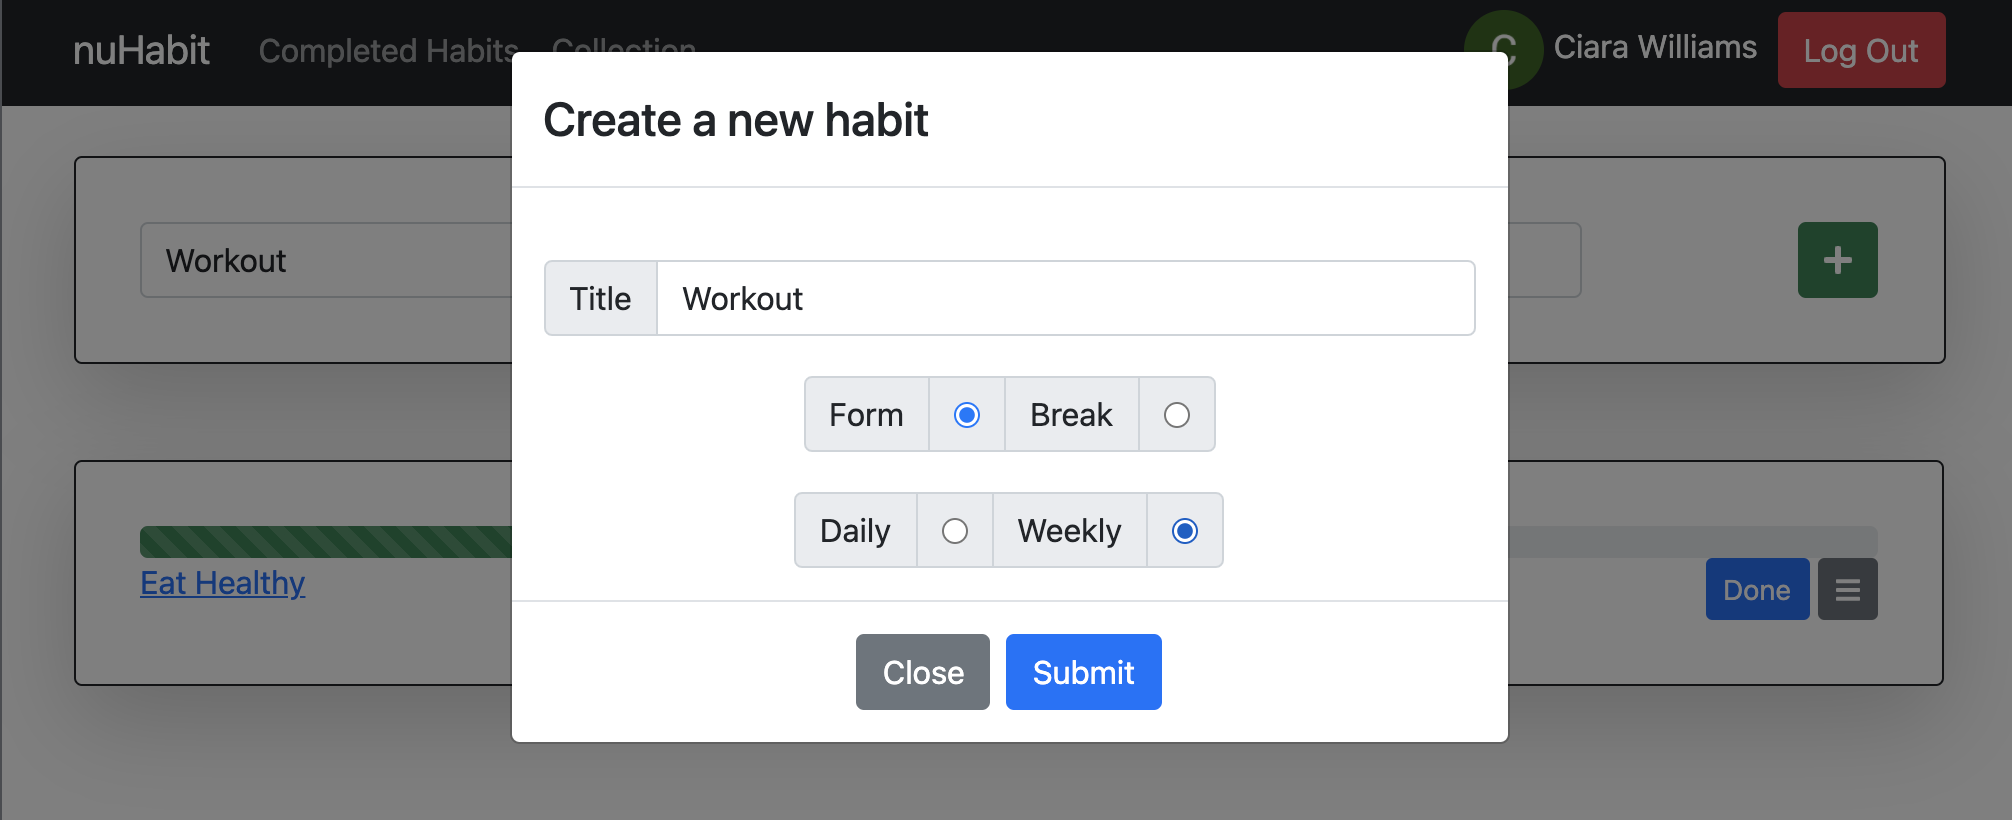 nuHabit Completed Habits Collection C Ciara Williams Log Out
Create a new habit
Workout
Title Workout
Form Break
Daily Weekly
Eat Healthy
Done
Close Submit